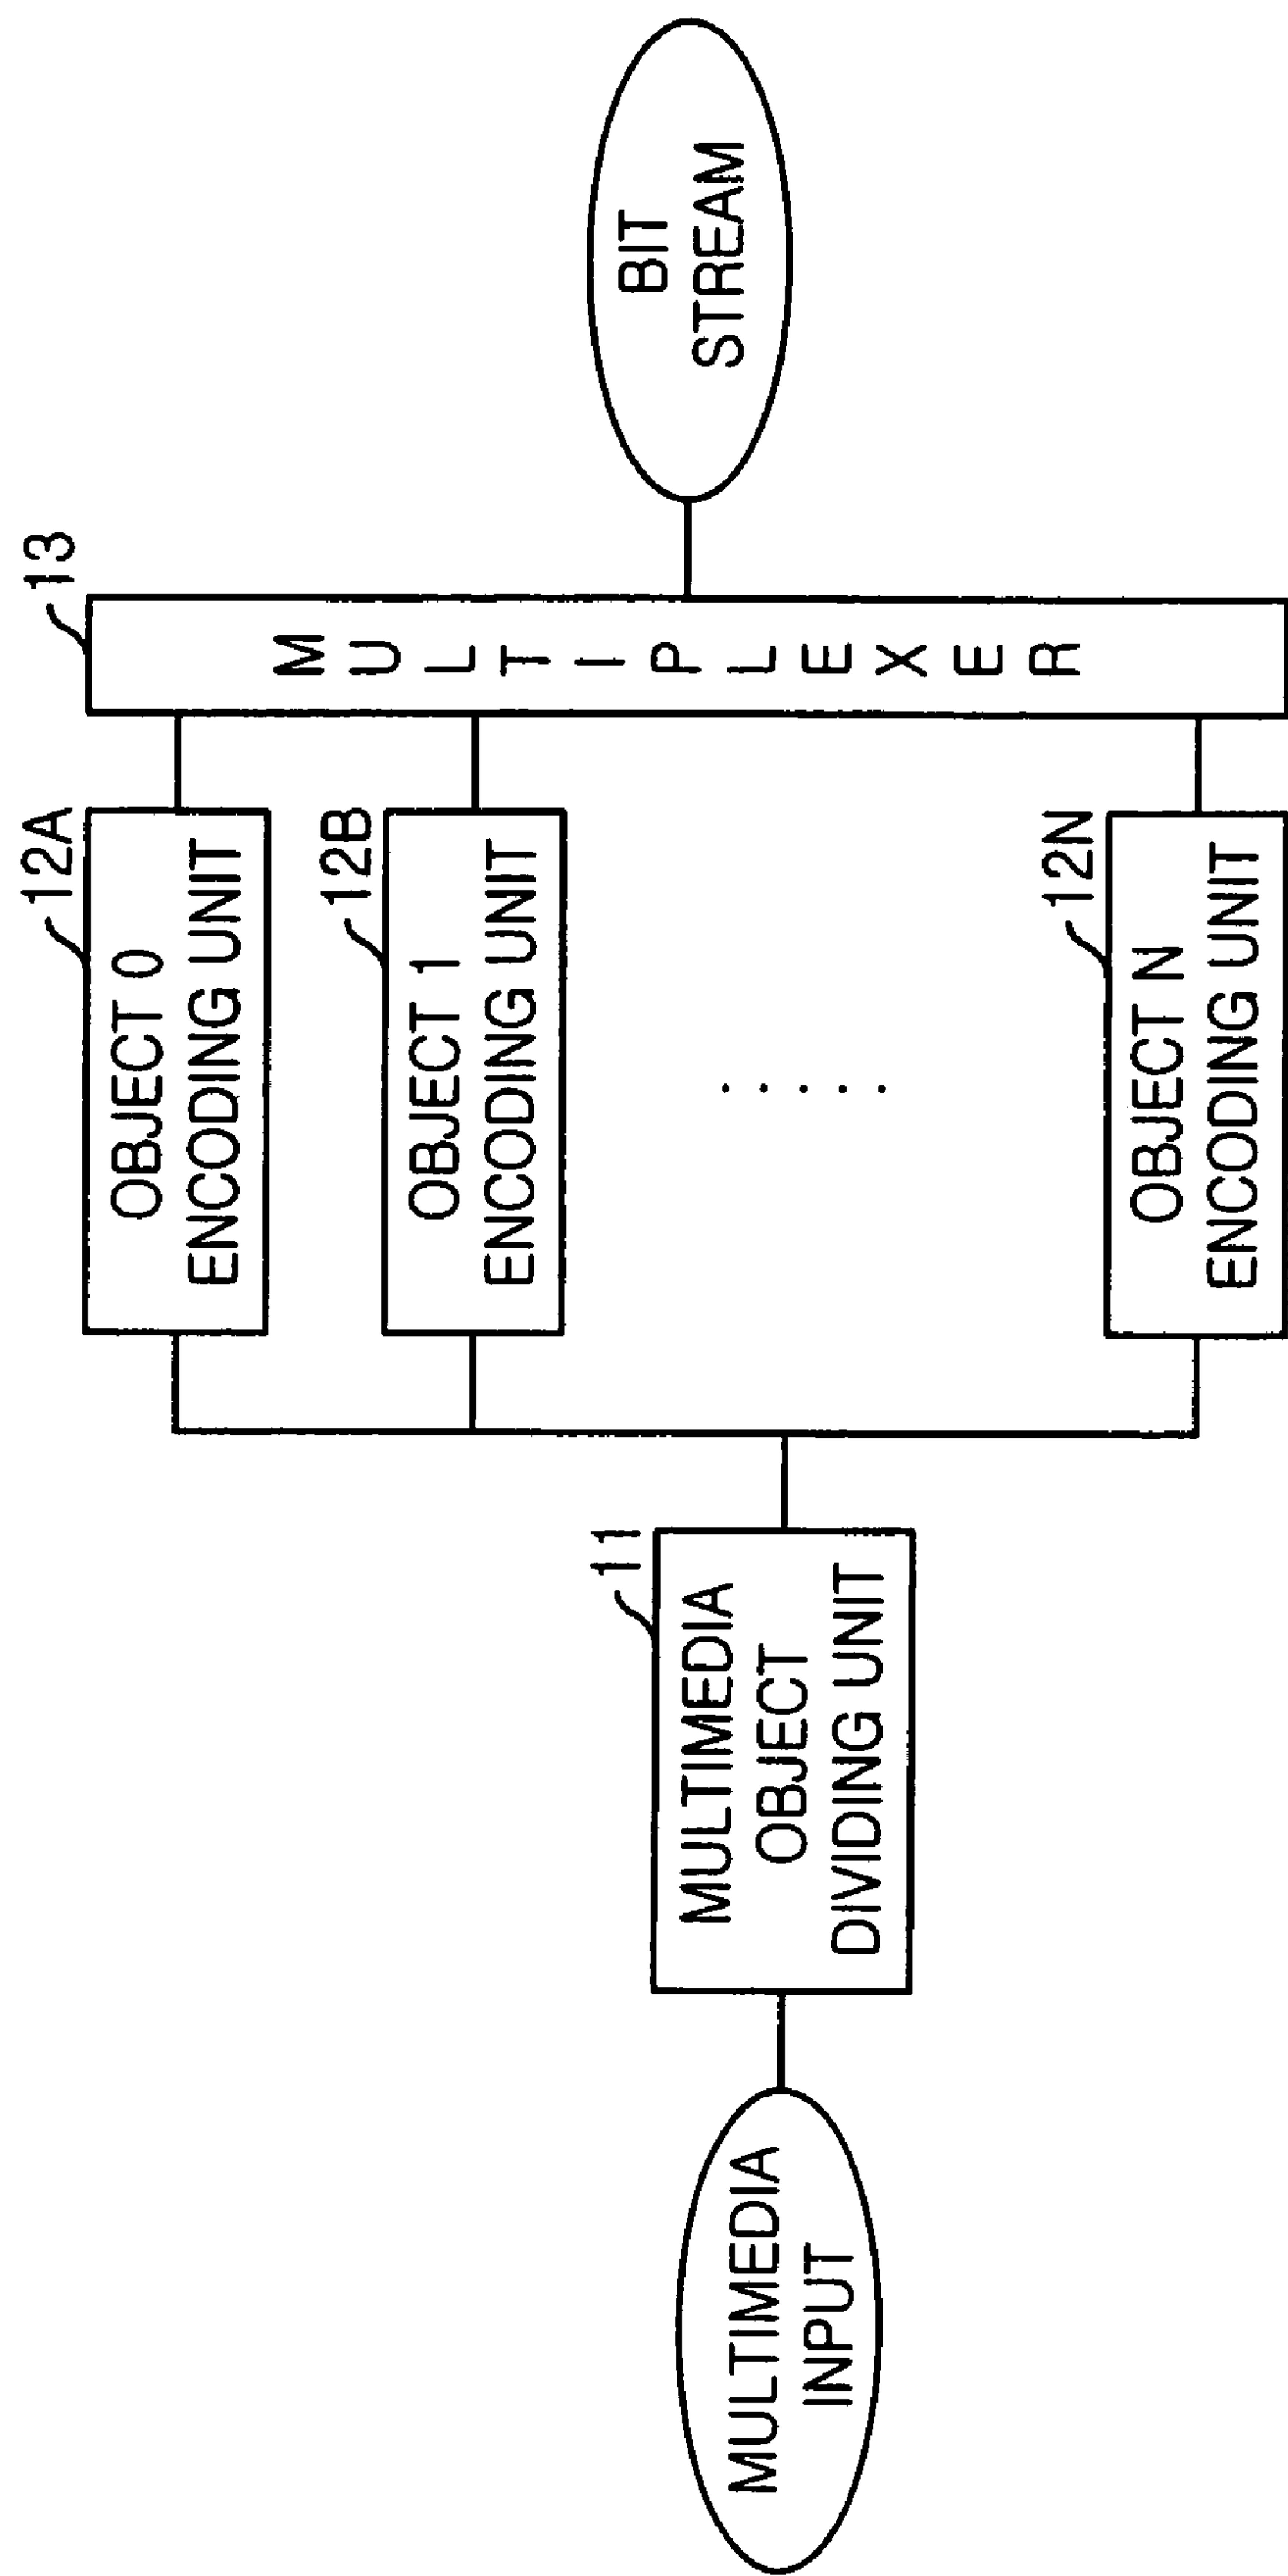 MULTIMEDIA
INPUT
11
MULTIMEDIA
OBJECT
DIVIDING UNIT
12A
OBJECT 0
ENCODING UNIT
12B
OBJECT 1
ENCODING UNIT
. . . . .
12N
OBJECT N
ENCODING UNIT
13
MULTIPLEXER
BIT
STREAM